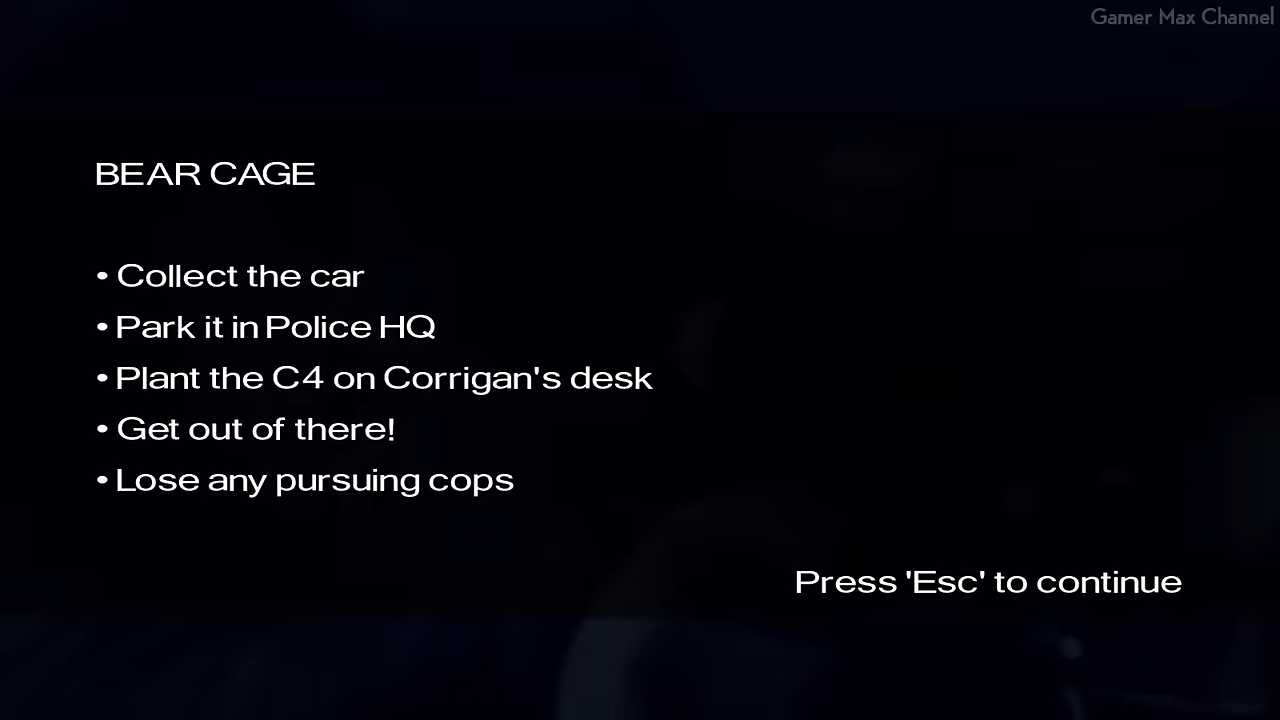 Gamer Max Channel
BEAR CAGE
• Collect the car
• Park it in Police HQ
• Plant the C4 on Corrigan's desk
• Get out of there!
• Lose any pursuing cops
Press 'Esc' to continue